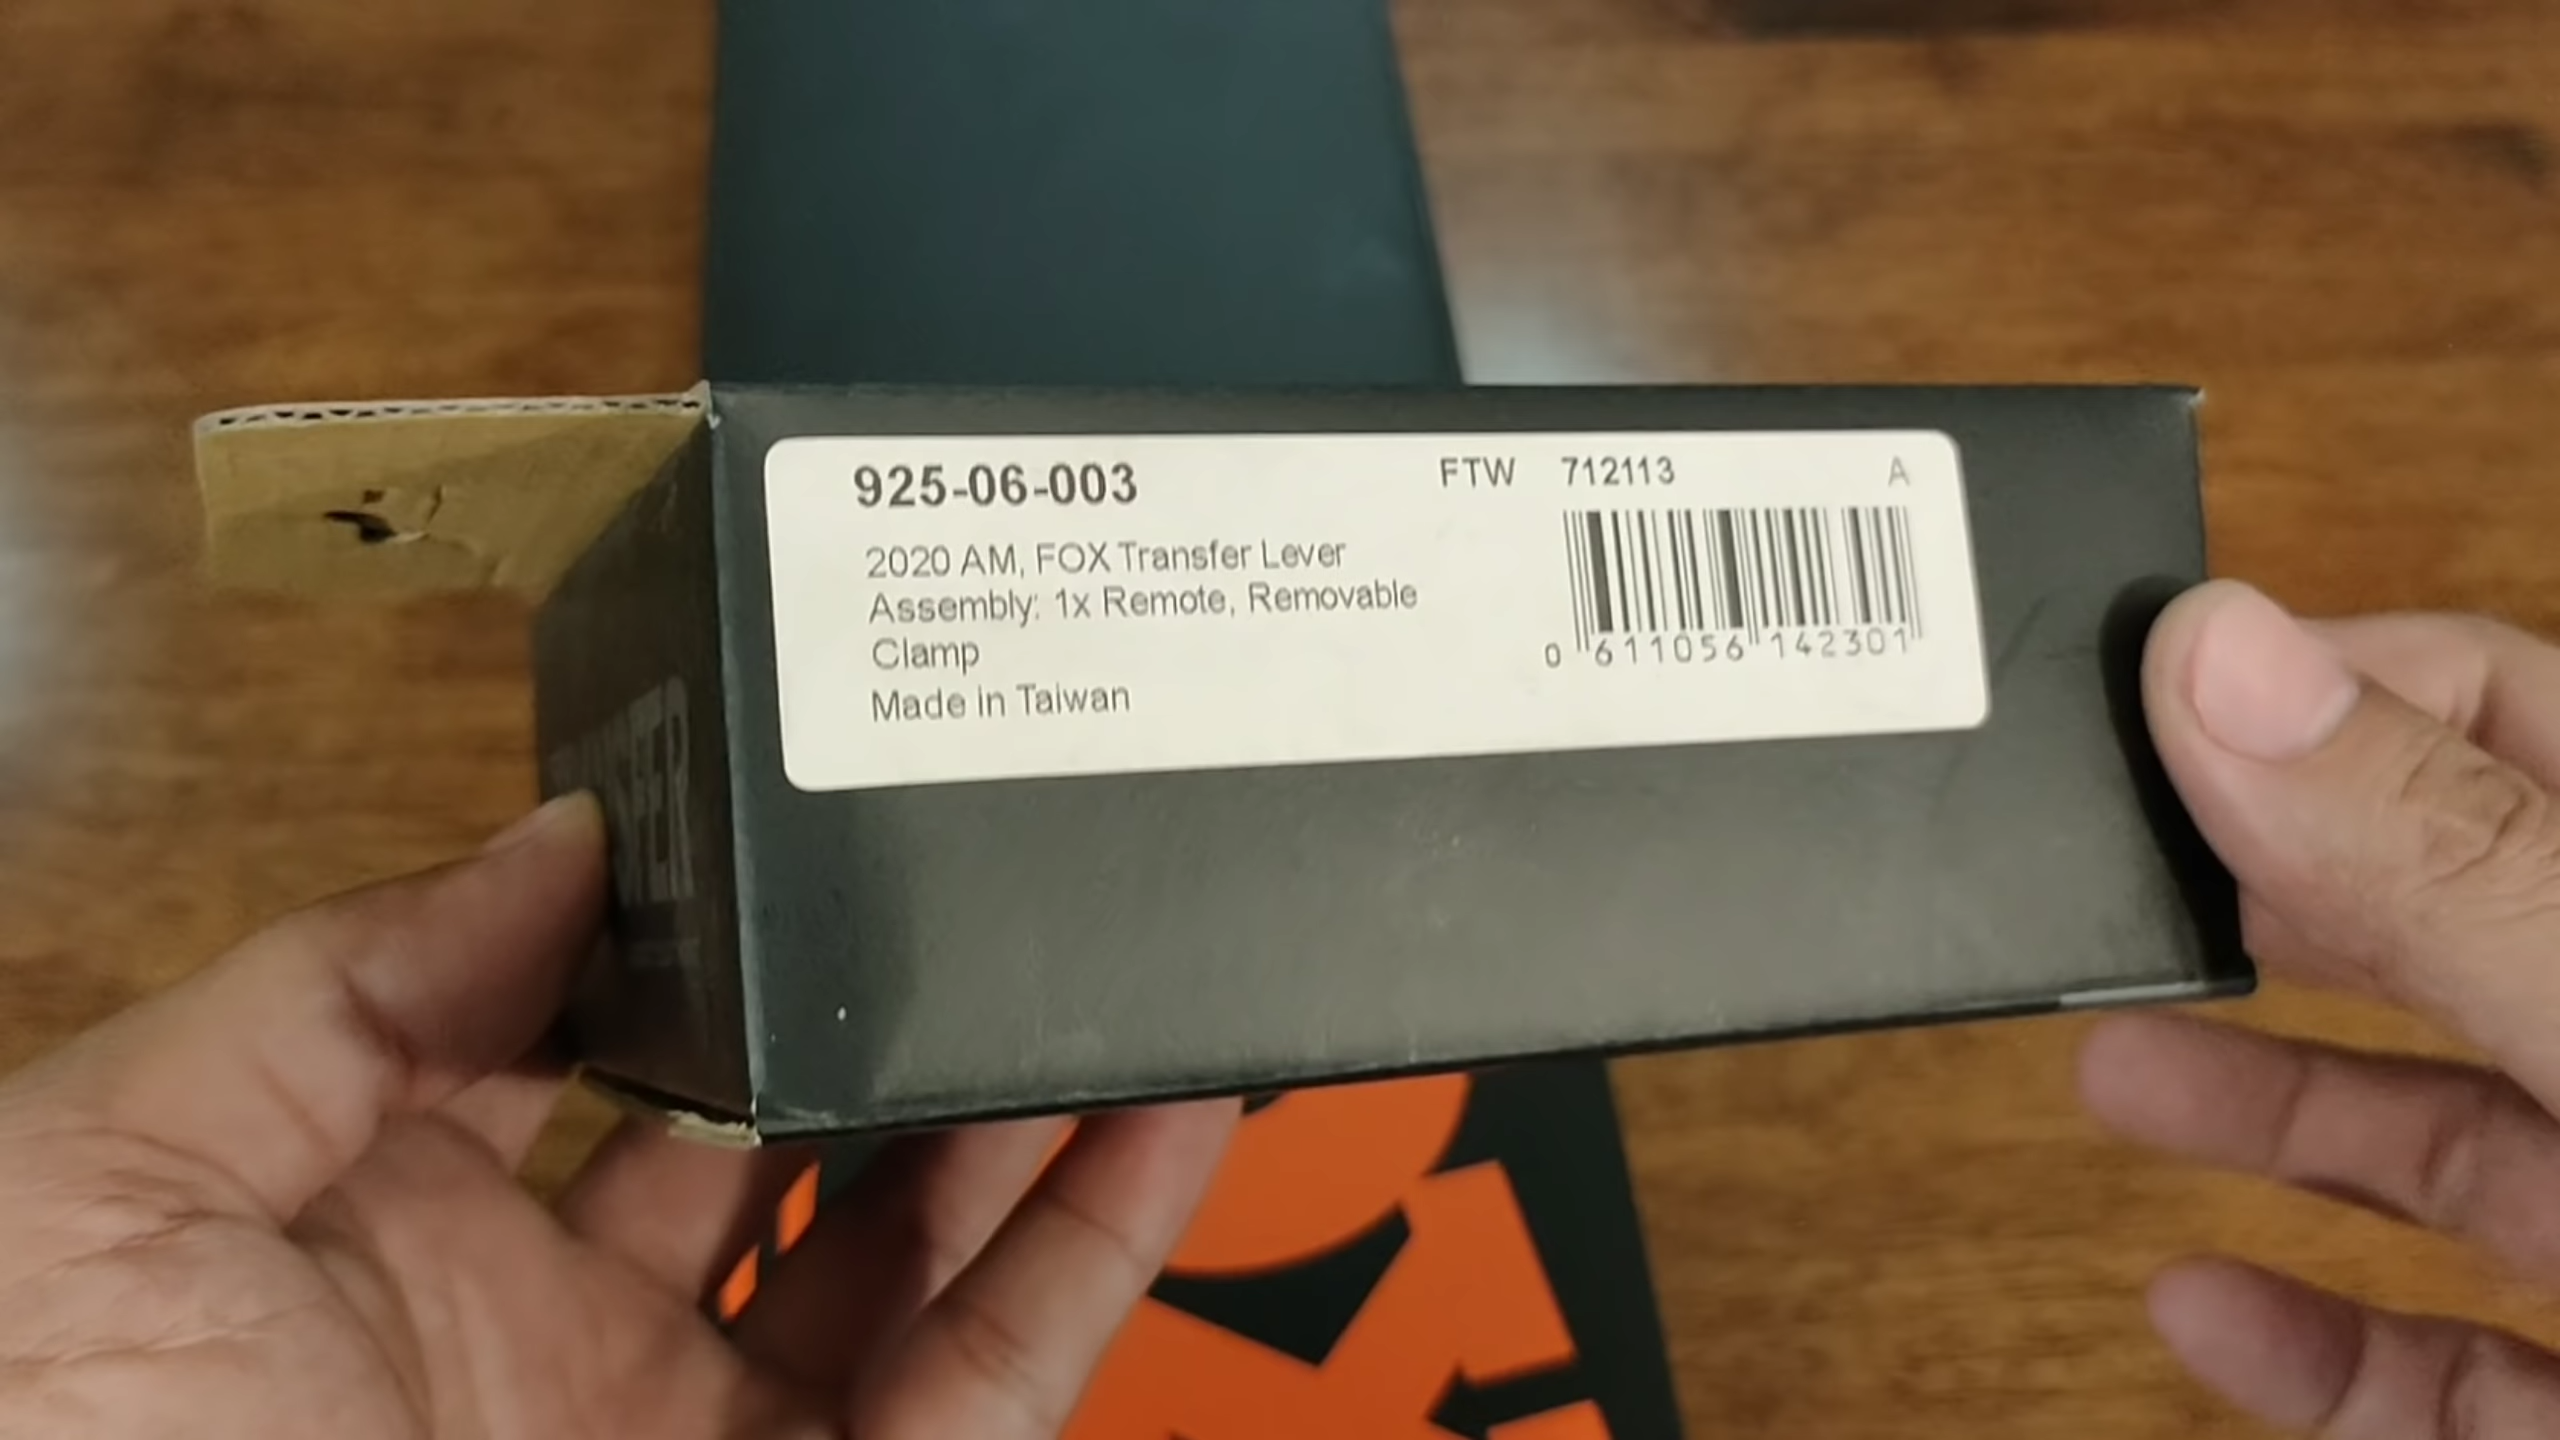 925-06-003
FTW 712113 A
2020 AM, FOX Transfer Lever
Assembly: 1x Remote, Removable
Clamp
Made in Taiwan
0 611056 142301